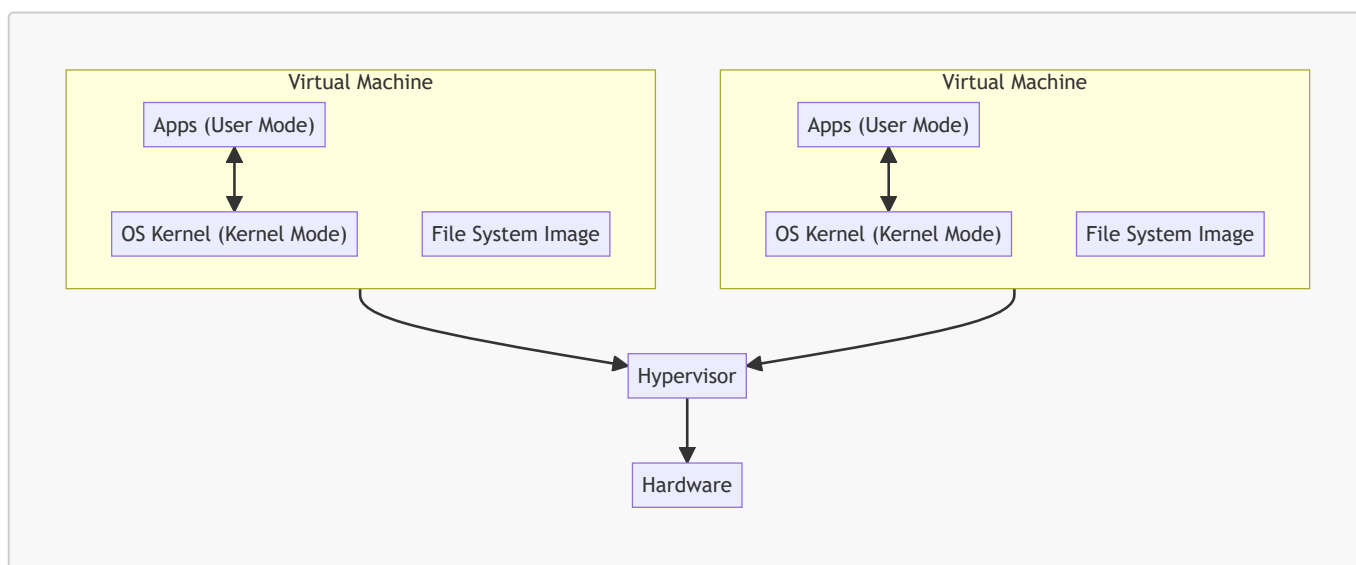 Virtual Machine
Virtual Machine
Apps (User Mode)
Apps (User Mode)
OS Kernel (Kernel Mode)
File System Image
OS Kernel (Kernel Mode)
File System Image
Hypervisor
Hardware